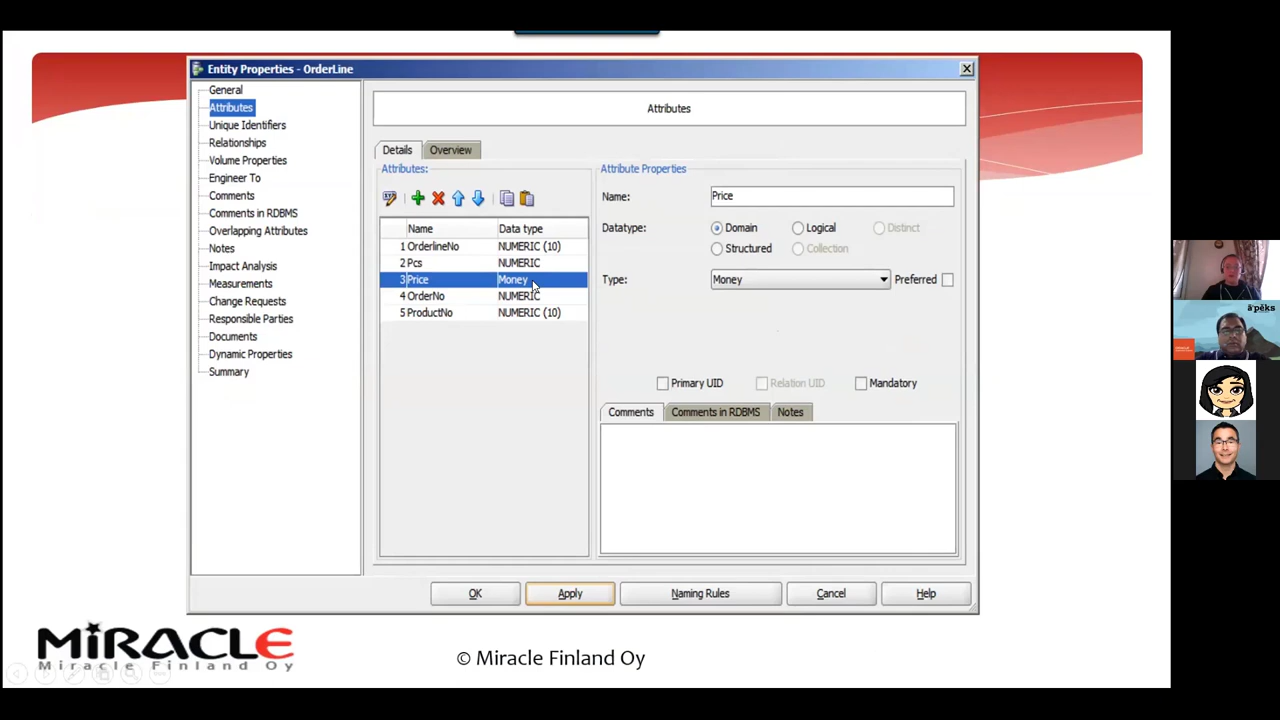 Entity Properties - OrderLine
General
Attributes
Unique Identifiers
Relationships
Volume Properties
Engineer To
Comments
Comments in RDBMS
Overlapping Attributes
Notes
Impact Analysis
Measurements
Change Requests
Responsible Parties
Documents
Dynamic Properties
Summary
Attributes
Details Overview
Attributes:
Name Data type
1 OrderlineNo NUMERIC (10)
2 Pcs NUMERIC
3 Price Money
4 OrderNo NUMERIC
5 ProductNo NUMERIC (10)
Attribute Properties
Name: Price
Datatype: Domain Logical Distinct
Structured Collection
Type: Money Preferred
Primary UID Relation UID Mandatory
Comments Comments in RDBMS Notes
OK Apply Naming Rules Cancel Help
MiRACLE
Miracle Finland Oy
© Miracle Finland Oy